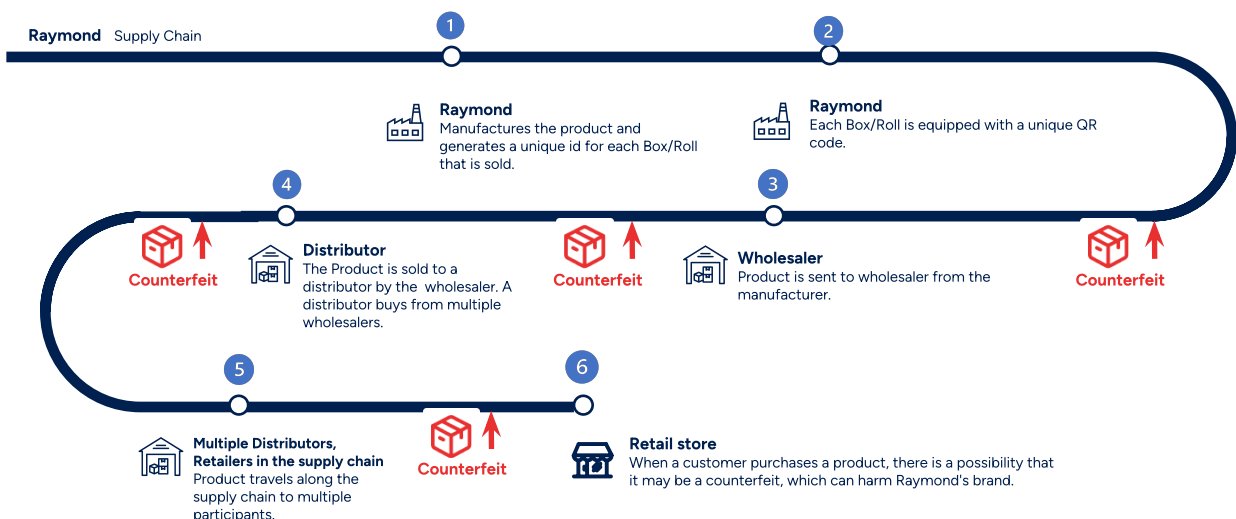 Raymond Supply Chain
1
2
Raymond
Manufactures the product and
generates a unique id for each Box/Roll
that is sold.
Raymond
Each Box/Roll is equipped with a unique QR
code.
3
Counterfeit
Wholesaler
Product is sent to wholesaler from the
manufacturer.
Counterfeit
4
Distributor
The Product is sold to a
distributor by the  wholesaler. A
distributor buys from multiple
wholesalers.
Counterfeit
5
Multiple Distributors,
Retailers in the supply chain
Product travels along the
supply chain to multiple
participants.
Counterfeit
6
Retail store
When a customer purchases a product, there is a possibility that
it may be a counterfeit, which can harm Raymond's brand.